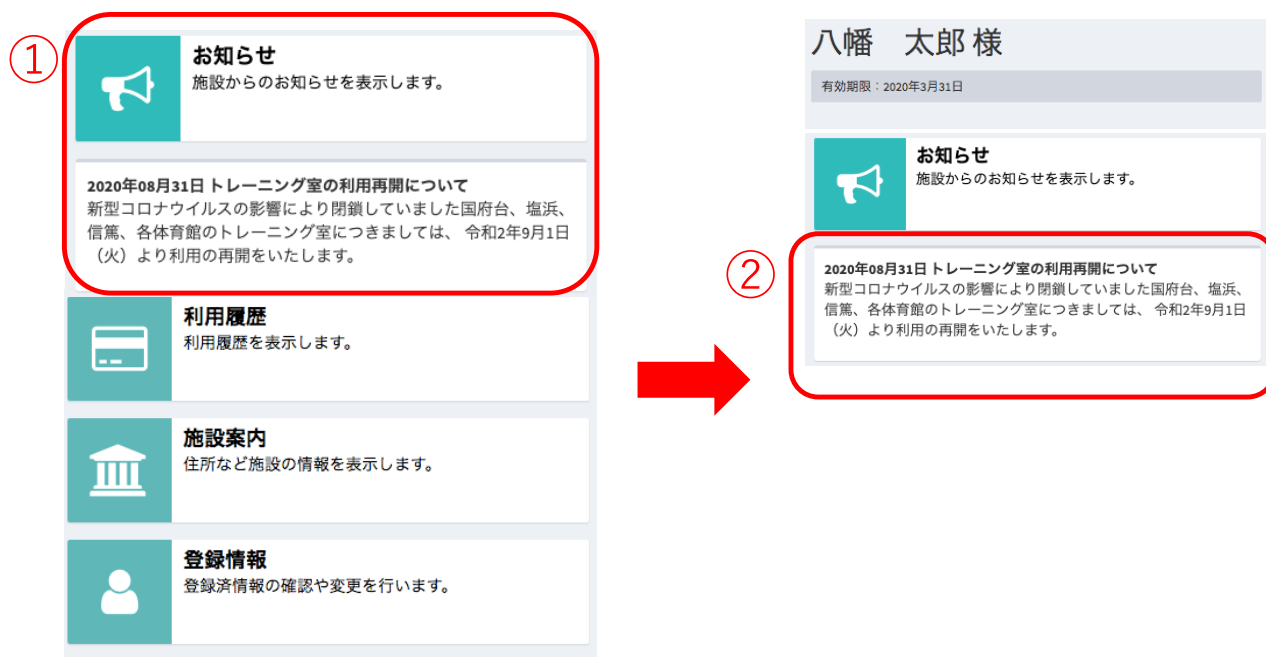 ①
お知らせ
施設からのお知らせを表示します。
2020年08月31日 トレーニング室の利用再開について
新型コロナウイルスの影響により閉鎖していました国府台、塩浜、
信篤、各体育館のトレーニング室につきましては、 令和2年9月1日
（火）より利用の再開をいたします。
利用履歴
利用履歴を表示します。
施設案内
住所など施設の情報を表示します。
登録情報
登録済情報の確認や変更を行います。
八幡　太郎 様
有効期限：2020年3月31日
お知らせ
施設からのお知らせを表示します。
②
2020年08月31日 トレーニング室の利用再開について
新型コロナウイルスの影響により閉鎖していました国府台、塩浜、
信篤、各体育館のトレーニング室につきましては、 令和2年9月1日
（火）より利用の再開をいたします。